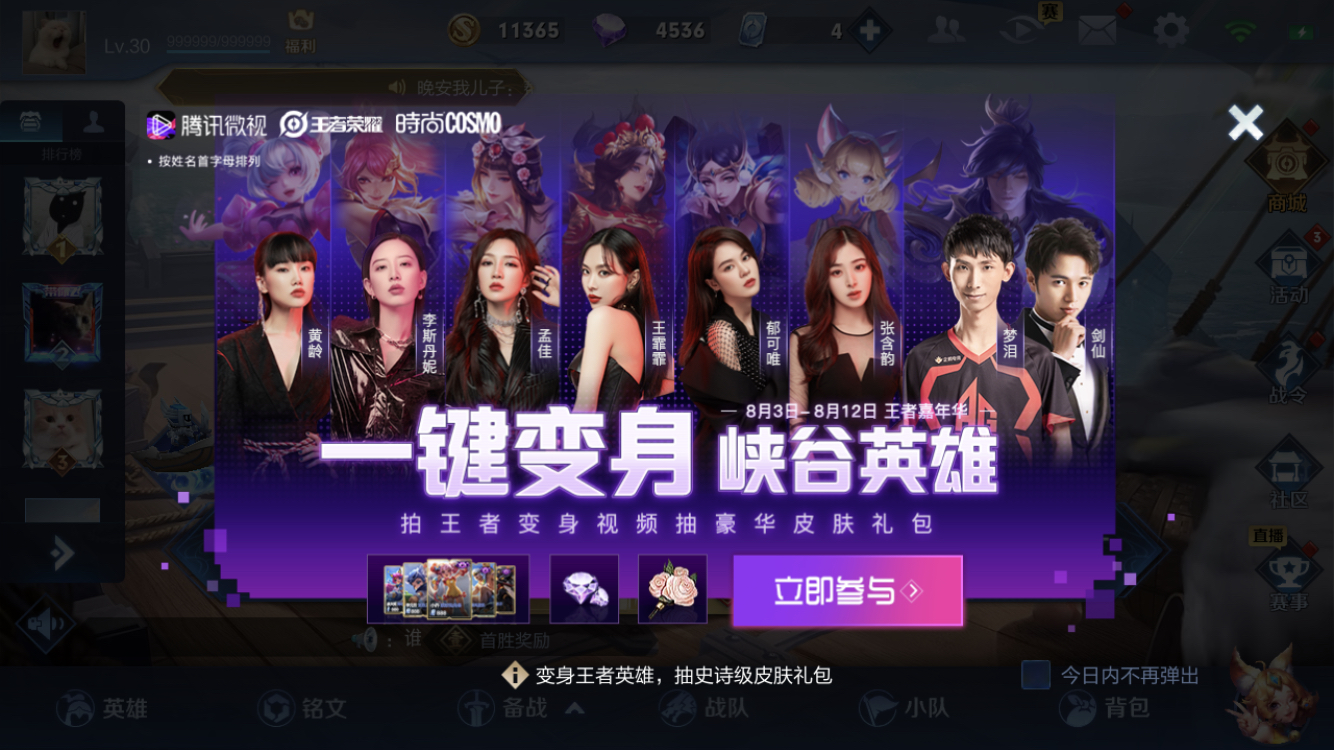 Lv.30
999999/999999
福利
11365
4536
4
赛
晚安我儿子：
腾讯微视 王者荣耀 時尚COSMO
• 按姓名首字母排列
排行榜
1
2
3
黄龄
李斯丹妮
孟佳
王霏霏
郁可唯
张含韵
梦泪
剑仙
8月3日-8月12日 王者嘉年华
一键变身 峡谷英雄
拍王者变身视频抽豪华皮肤礼包
立即参与
：谁
首胜奖励
变身王者英雄，抽史诗级皮肤礼包
今日内不再弹出
商城
3
活动
战令
社区
直播
赛事
英雄
铭文
备战
战队
小队
背包